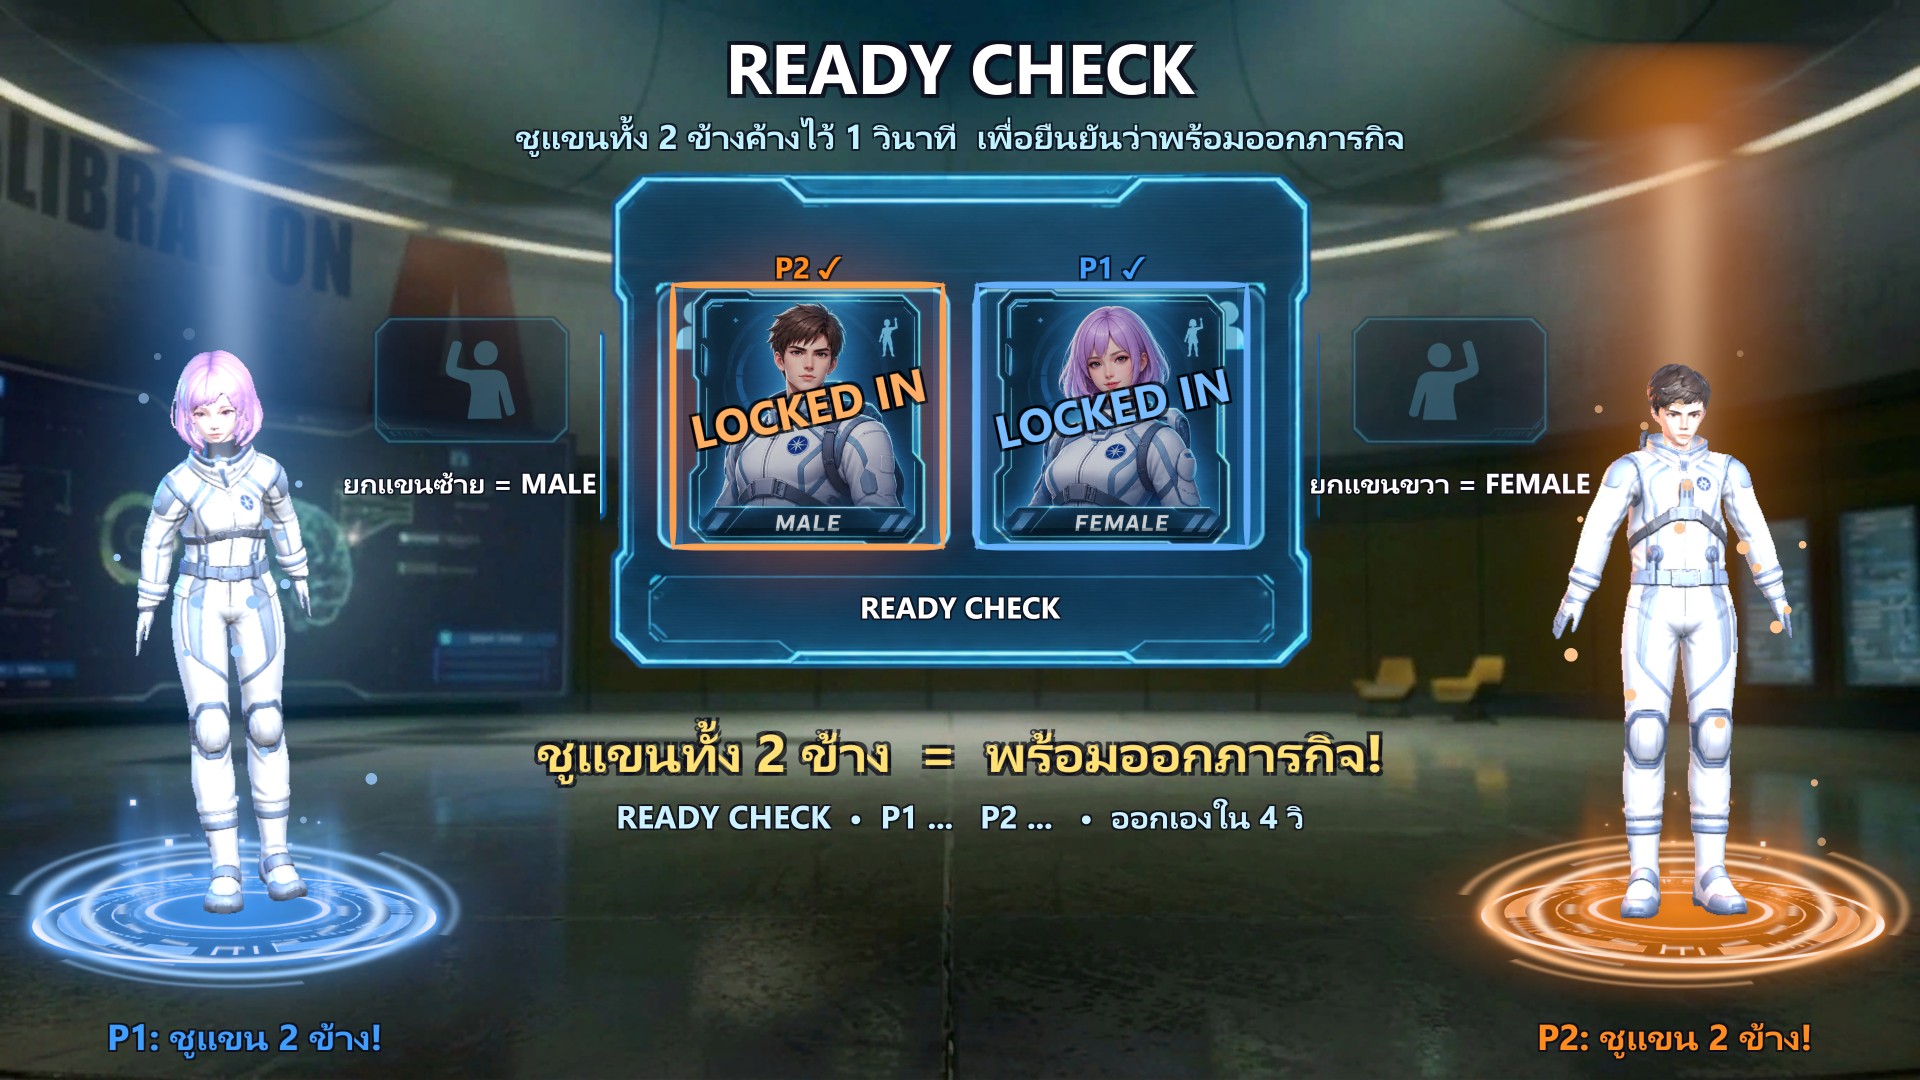 READY CHECK
ชูแขนทั้ง 2 ข้างค้างไว้ 1 วินาที เพื่อยืนยันว่าพร้อมออกภารกิจ
P2 ✓
P1 ✓
LOCKED IN
LOCKED IN
MALE
FEMALE
ยกแขนซ้าย = MALE
ยกแขนขวา = FEMALE
READY CHECK
ชูแขนทั้ง 2 ข้าง = พร้อมออกภารกิจ!
READY CHECK • P1 ... P2 ... • ออกเองใน 4 วิ
P1: ชูแขน 2 ข้าง!
P2: ชูแขน 2 ข้าง!